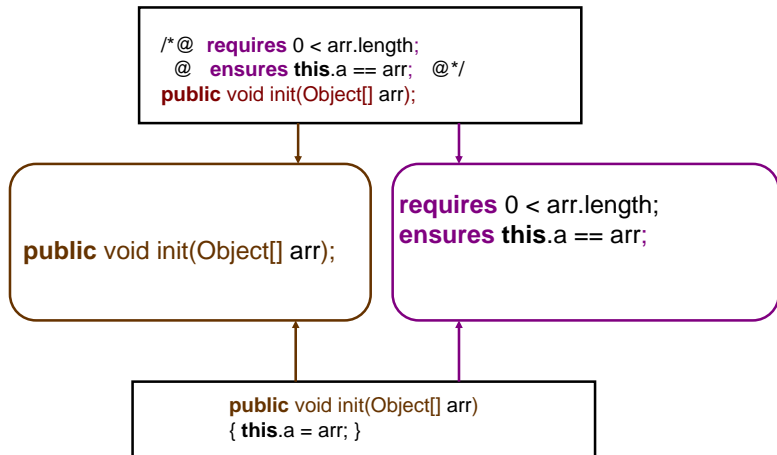 /*@ requires 0 < arr.length;
@ ensures this.a == arr; @*/
public void init(Object[] arr);
public void init(Object[] arr);
requires 0 < arr.length;
ensures this.a == arr;
public void init(Object[] arr)
{ this.a = arr; }